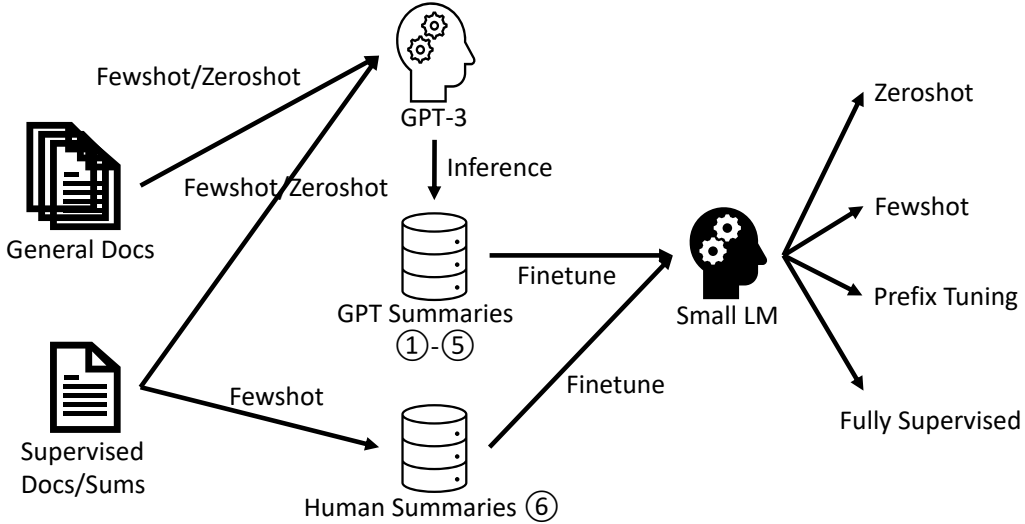 Fewshot/Zeroshot
GPT-3
Zeroshot
Inference
Fewshot/Zeroshot
General Docs
Fewshot
Finetune
Prefix Tuning
GPT Summaries
①-⑤
Small LM
Finetune
Fewshot
Fully Supervised
Supervised
Docs/Sums
Human Summaries ⑥